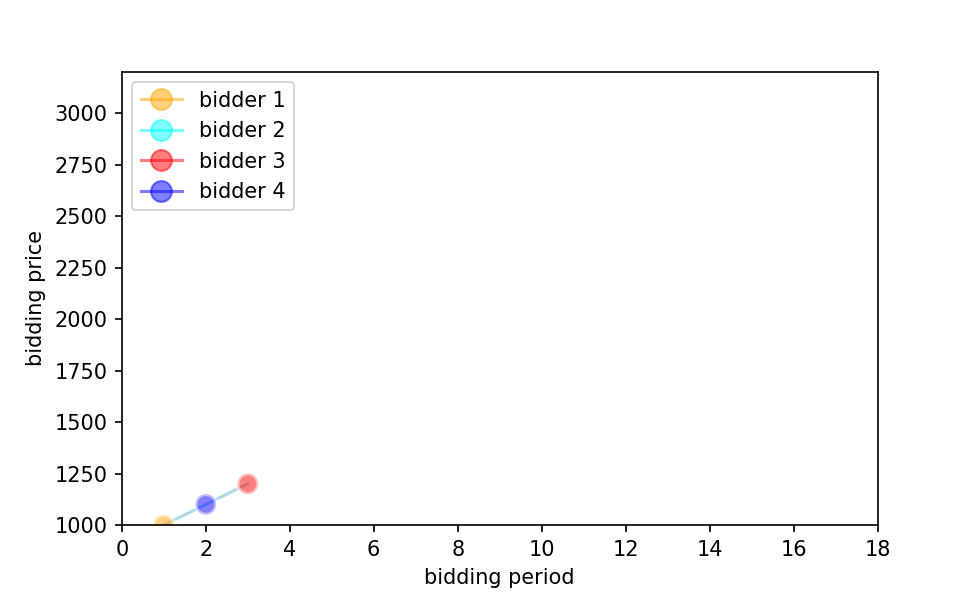 bidder 1
bidder 2
bidder 3
bidder 4
3000
2750
2500
2250
2000
1750
1500
1250
1000
bidding price
0 2 4 6 8 10 12 14 16 18
bidding period